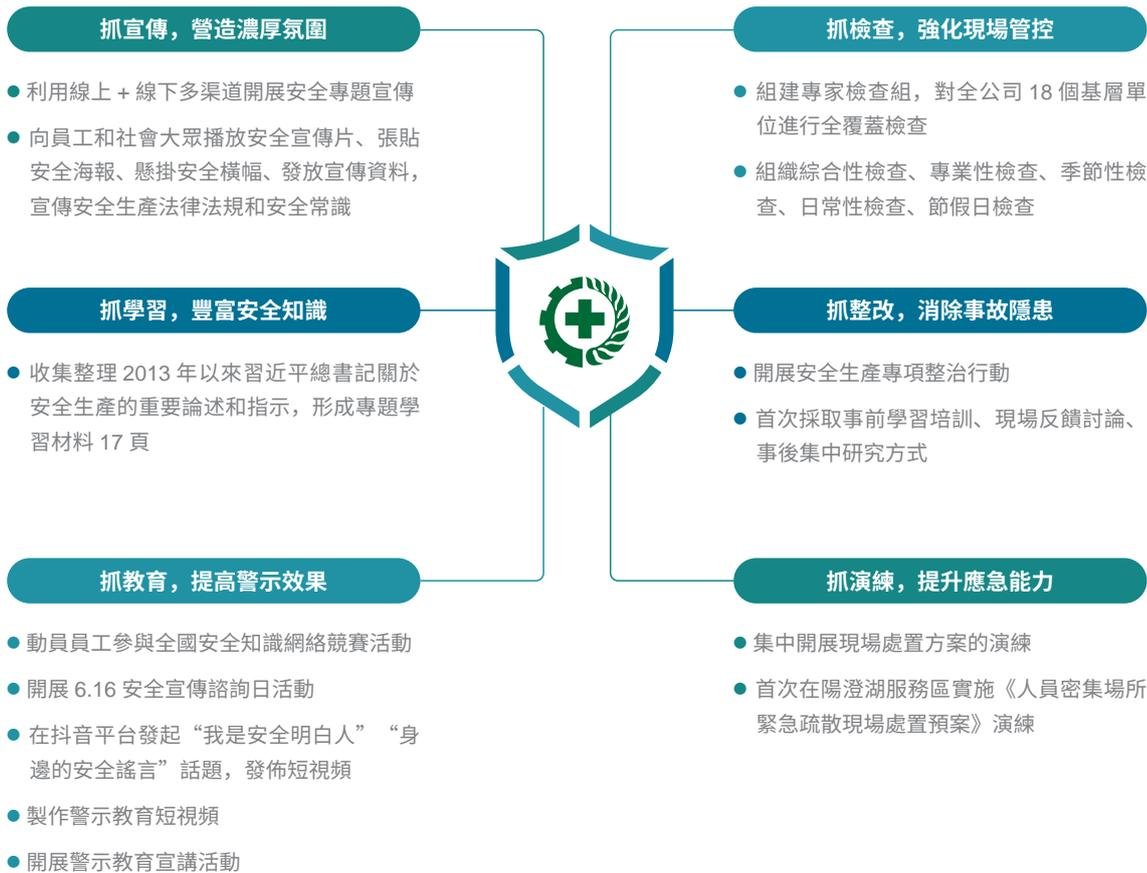 抓宣傳，營造濃厚氛圍
利用線上 + 線下多渠道開展安全專題宣傳
向員工和社會大眾播放安全宣傳片、張貼
安全海報、懸掛安全橫幅、發放宣傳資料，
宣傳安全生產法律法規和安全常識
抓學習，豐富安全知識
收集整理 2013 年以來習近平總書記關於
安全生產的重要論述和指示，形成專題學
習材料 17 頁
抓教育，提高警示效果
動員員工參與全國安全知識網絡競賽活動
開展 6.16 安全宣傳諮詢日活動
在抖音平台發起“我是安全明白人”“身
邊的安全謠言”話題，發佈短視頻
製作警示教育短視頻
開展警示教育宣講活動
抓檢查，強化現場管控
組建專家檢查組，對全公司 18 個基層單
位進行全覆蓋檢查
組織綜合性檢查、專業性檢查、季節性檢
查、日常性檢查、節假日檢查
抓整改，消除事故隱患
開展安全生產專項整治行動
首次採取事前學習培訓、現場反饋討論、
事後集中研究方式
抓演練，提升應急能力
集中開展現場處置方案的演練
首次在陽澄湖服務區實施《人員密集場所
緊急疏散現場處置預案》演練